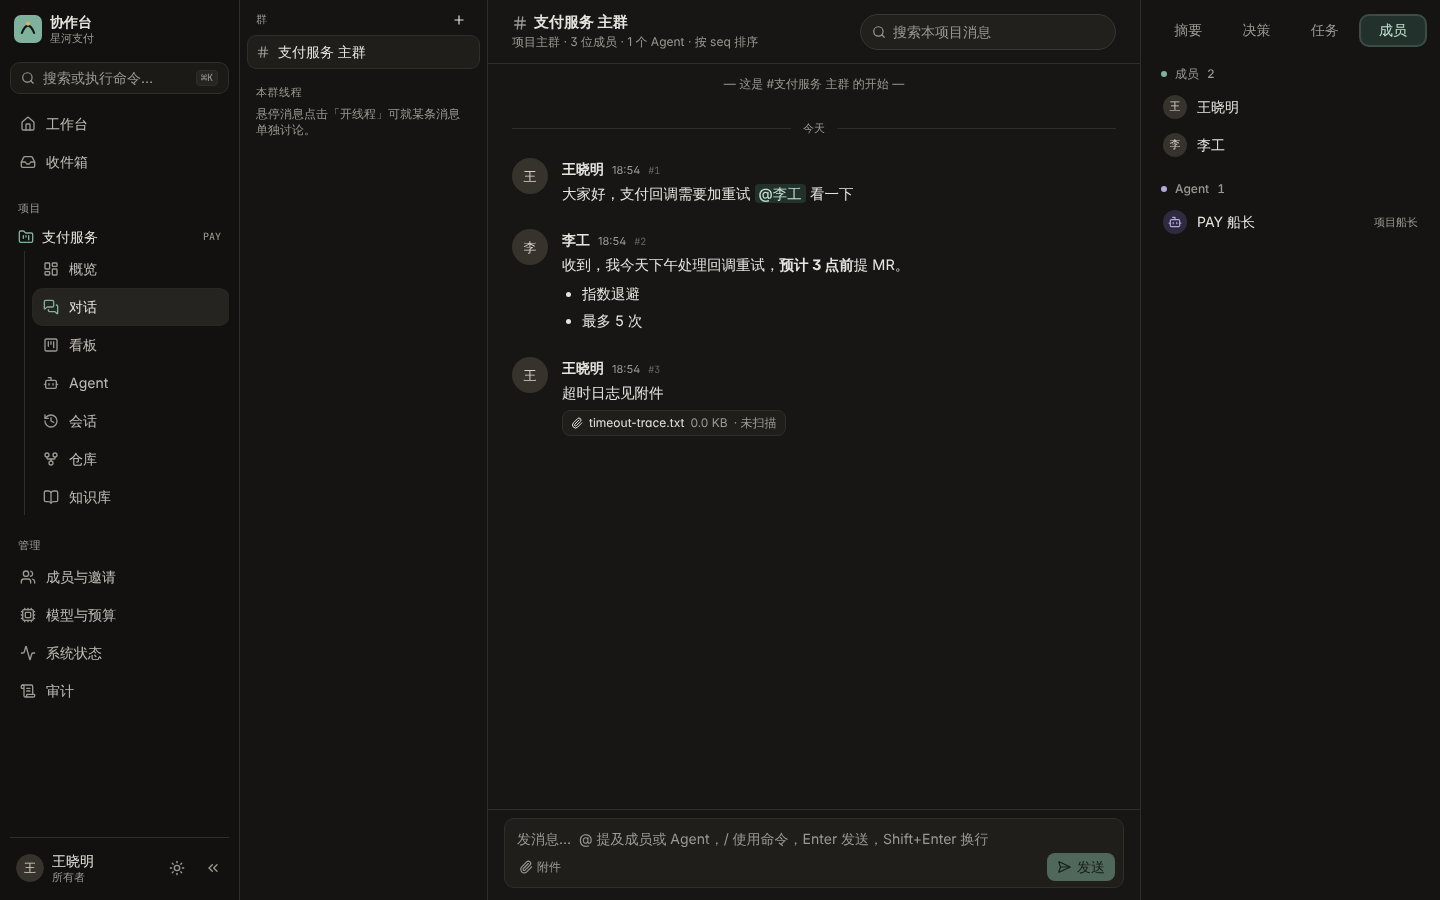 协作台
星河支付
搜索或执行命令... ⌘K
工作台
收件箱
项目
支付服务 PAY
概览
对话
看板
Agent
会话
仓库
知识库
管理
成员与邀请
模型与预算
系统状态
审计
王 王晓明
所有者
群 +
# 支付服务 主群
本群线程
悬停消息点击「开线程」可就某条消息
单独讨论。
# 支付服务 主群
项目主群 · 3 位成员 · 1 个 Agent · 按 seq 排序
搜索本项目消息
— 这是 #支付服务 主群 的开始 —
今天
王 王晓明 18:54 #1
大家好，支付回调需要加重试 @李工 看一下
李 李工 18:54 #2
收到，我今天下午处理回调重试，预计 3 点前提 MR。
• 指数退避
• 最多 5 次
王 王晓明 18:54 #3
超时日志见附件
timeout-trace.txt 0.0 KB · 未扫描
发消息... @ 提及成员或 Agent，/ 使用命令，Enter 发送，Shift+Enter 换行
附件
发送
摘要 决策 任务 成员
成员 2
王 王晓明
李 李工
Agent 1
PAY 船长 项目船长